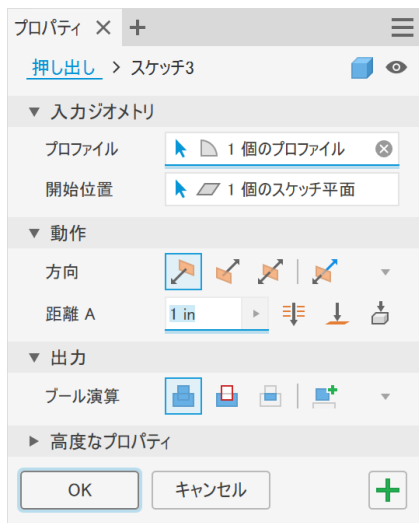 プロパティ × +
押し出し > スケッチ3
▼ 入力ジオメトリ
プロファイル 1 個のプロファイル
開始位置 1 個のスケッチ平面
▼ 動作
方向
距離 A 1 in
▼ 出力
ブール演算
▶ 高度なプロパティ
OK キャンセル